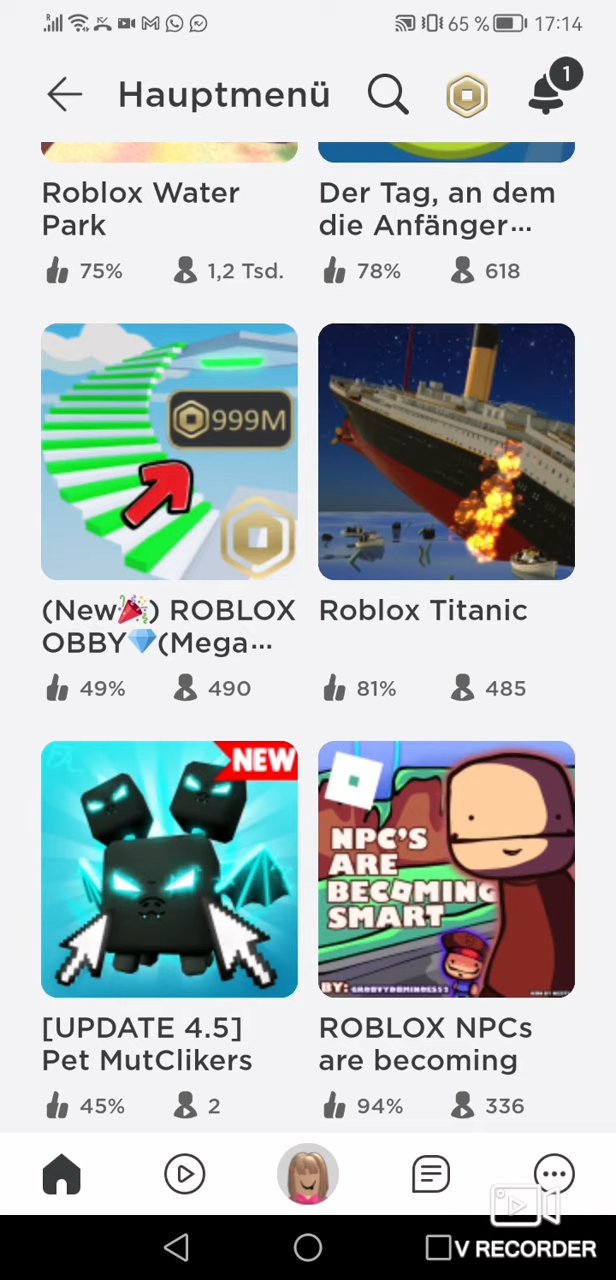 65 % 17:14
Hauptmenü
1
Roblox Water
Park
75% 1,2 Tsd.
Der Tag, an dem
die Anfänger···
78% 618
999M
(New🎉) ROBLOX
OBBY💎(Mega···
49% 490
Roblox Titanic
81% 485
NEW
[UPDATE 4.5]
Pet MutClikers
45% 2
NPC'S
ARE
BECOMING
SMART
BY:
ROBLOX NPCs
are becoming
94% 336
V RECORDER